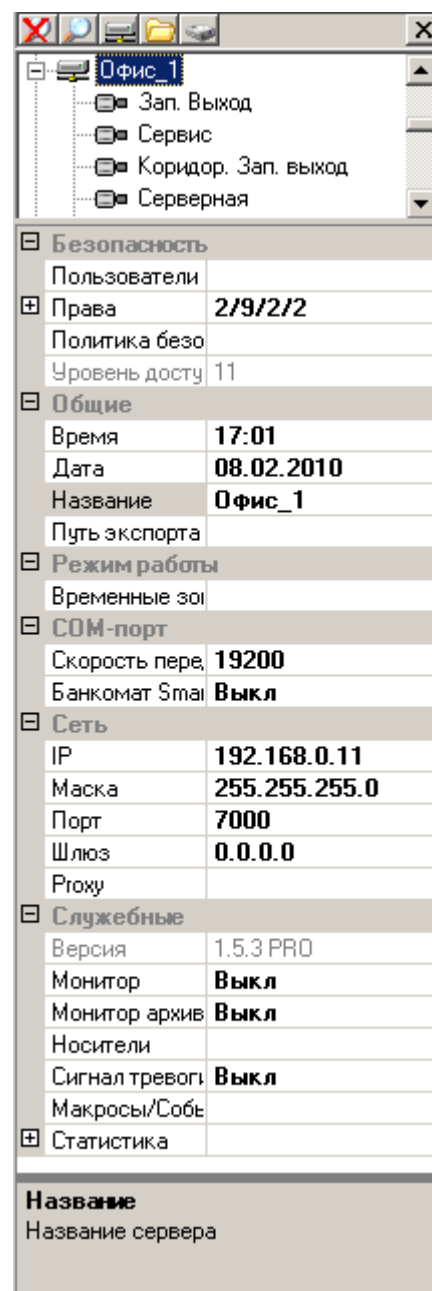 Офис_1
Зап. Выход
Сервис
Коридор. Зап. выход
Серверная
Безопасность
Пользователи
Права 2/9/2/2
Политика безо
Уровень досту 11
Общие
Время 17:01
Дата 08.02.2010
Название Офис_1
Путь экспорта
Режим работы
Временные зо
COM-порт
Скорость пере, 19200
Банкомат Smar Выкл
Сеть
IP 192.168.0.11
Маска 255.255.255.0
Порт 7000
Шлюз 0.0.0.0
Proxy
Служебные
Версия 1.5.3 PRO
Монитор Выкл
Монитор архив Выкл
Носители
Сигнал тревоги Выкл
Макросы/Собы
Статистика
Название
Название сервера